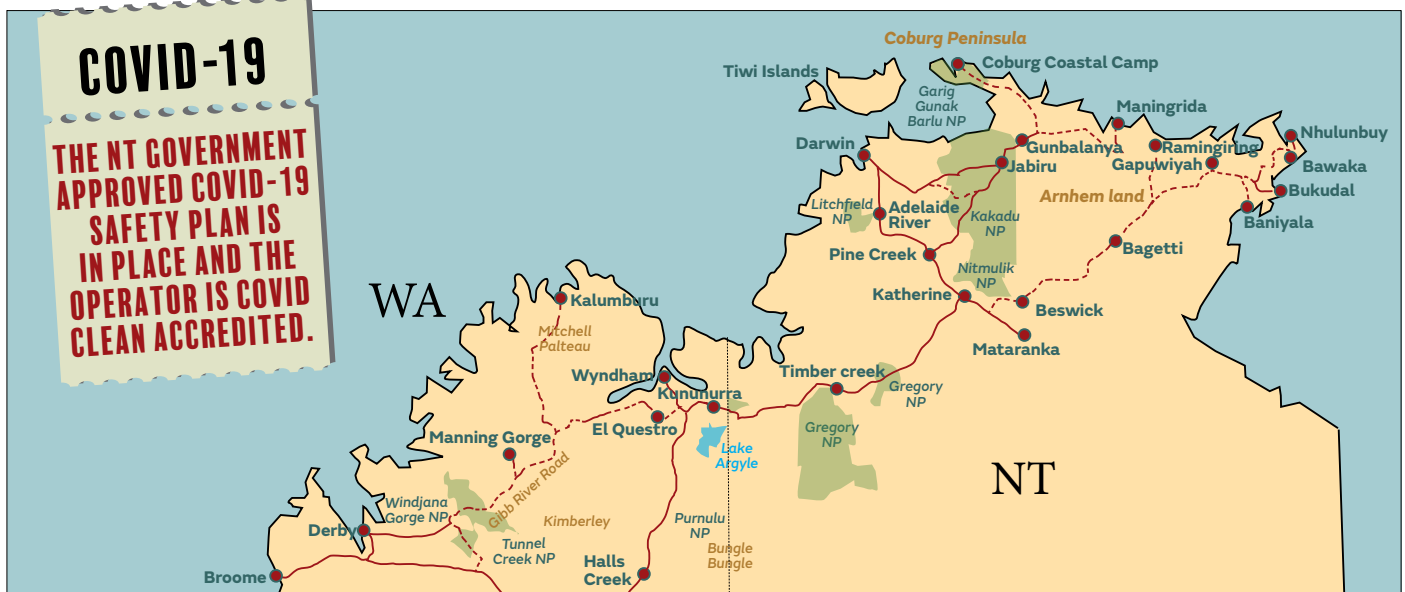 COVID-19
THE NT GOVERNMENT
APPROVED COVID-19
SAFETY PLAN IS
IN PLACE AND THE
OPERATOR IS COVID
CLEAN ACCREDITED.
Coburg Peninsula
Coburg Coastal Camp
Tiwi Islands
Garig
Gunak
Barlu NP
Maningrida
Nhulunbuy
Darwin
Gunbalanya
Ramingiring
Jabiru
Gapuwiyah
Bawaka
Bukudal
Arnhem land
Litchfield
NP
Adelaide
River
Kakadu
NP
Baniyala
Pine Creek
Bagetti
Nitmulik
NP
Katherine
Beswick
Mataranka
WA
Kalumburu
Mitchell
Palteau
Wyndham
Kununurra
Timber creek
Gregory
NP
El Questro
Gregory
NP
Manning Gorge
Lake
Argyle
NT
Gibb River Road
Windjana
Gorge NP
Kimberley
Purnulu
NP
Derby
Tunnel
Creek NP
Bungle
Bungle
Halls
Creek
Broome